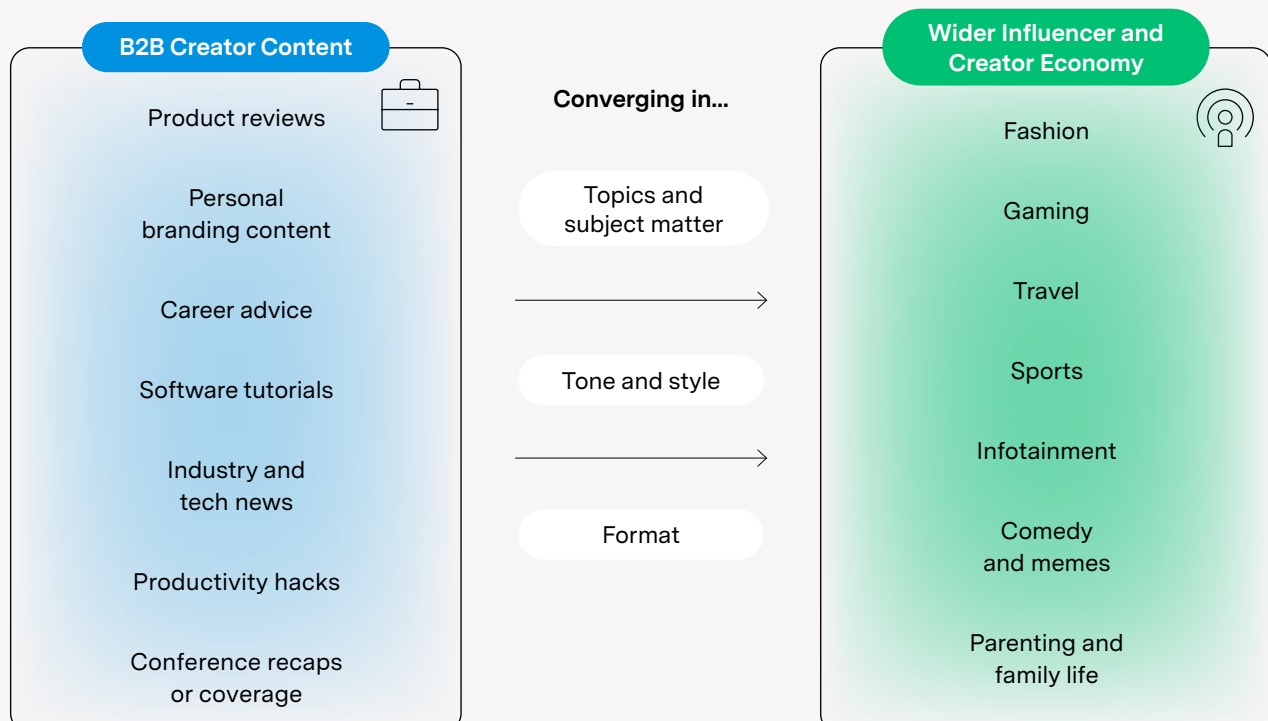 B2B Creator Content
Product reviews
Personal
branding content
Career advice
Software tutorials
Industry and
tech news
Productivity hacks
Conference recaps
or coverage
Converging in...
Topics and
subject matter
Tone and style
Format
Wider Influencer and
Creator Economy
Fashion
Gaming
Travel
Sports
Infotainment
Comedy
and memes
Parenting and
family life